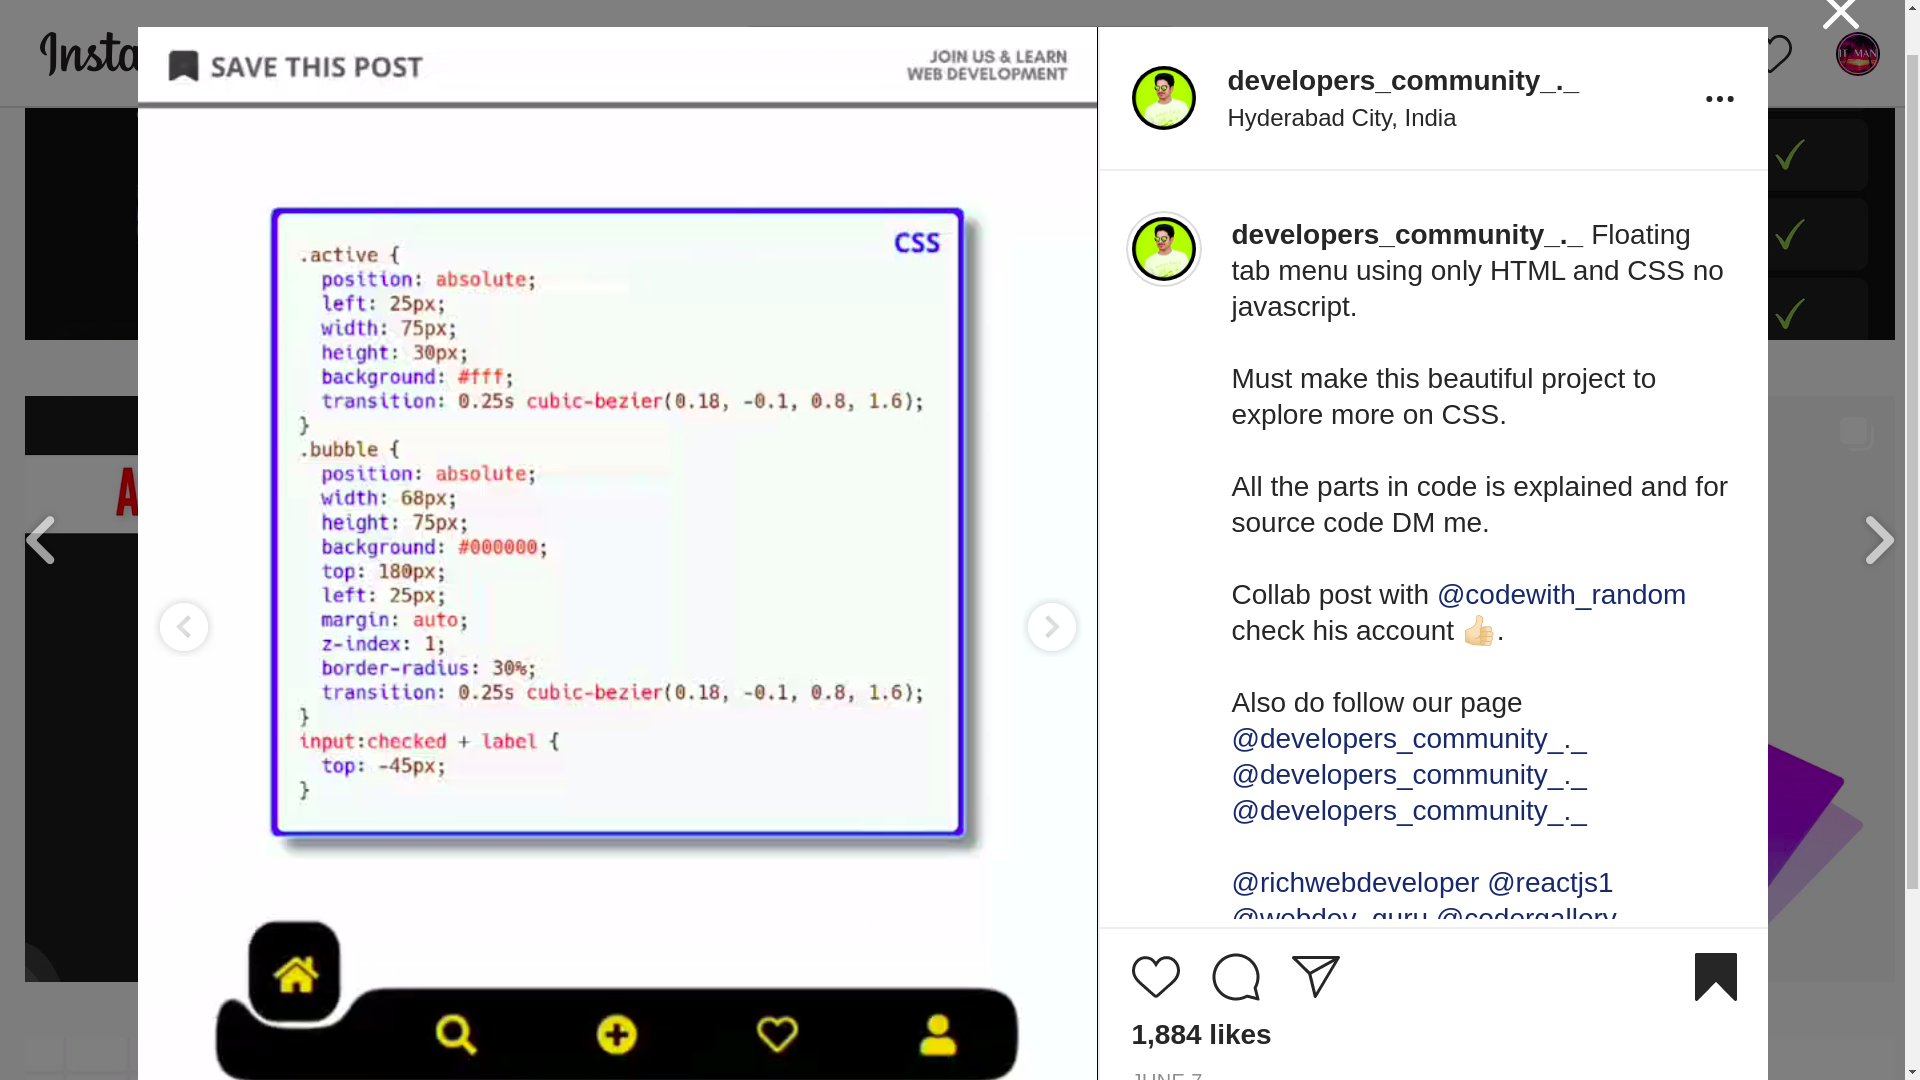 Insta
SAVE THIS POST
JOIN US & LEARN
WEB DEVELOPMENT
CSS
.active {
position: absolute;
left: 25px;
width: 75px;
height: 30px;
background: #fff;
transition: 0.25s cubic-bezier(0.18, -0.1, 0.8, 1.6);
}
.bubble {
position: absolute;
width: 68px;
height: 75px;
background: #000000;
top: 180px;
left: 25px;
margin: auto;
z-index: 1;
border-radius: 30%;
transition: 0.25s cubic-bezier(0.18, -0.1, 0.8, 1.6);
}
input:checked + label {
top: -45px;
}
developers_community_._
Hyderabad City, India
developers_community_._ Floating
tab menu using only HTML and CSS no
javascript.
Must make this beautiful project to
explore more on CSS.
All the parts in code is explained and for
source code DM me.
Collab post with @codewith_random
check his account 👍🏻.
Also do follow our page
@developers_community_._
@developers_community_._
@developers_community_._
@richwebdeveloper @reactjs1
@webdev_guru @codergallery
1,884 likes
JUNE 7
IT MAN
A